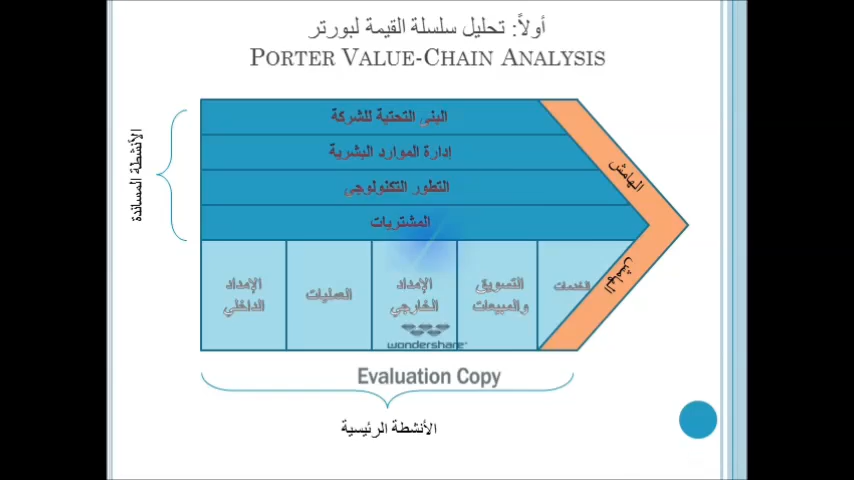 أولاً: تحليل سلسلة القيمة لبورتر
PORTER VALUE-CHAIN ANALYSIS
البنى التحتية للشركة
إدارة الموارد البشرية
التطور التكنولوجي
المشتريات
الأنشطة المساندة
الهامش
الهامش
الإمداد
الداخلي
العمليات
الإمداد
الخارجي
التسويق
والمبيعات
الخدمات
wondershare
Evaluation Copy
الأنشطة الرئيسية